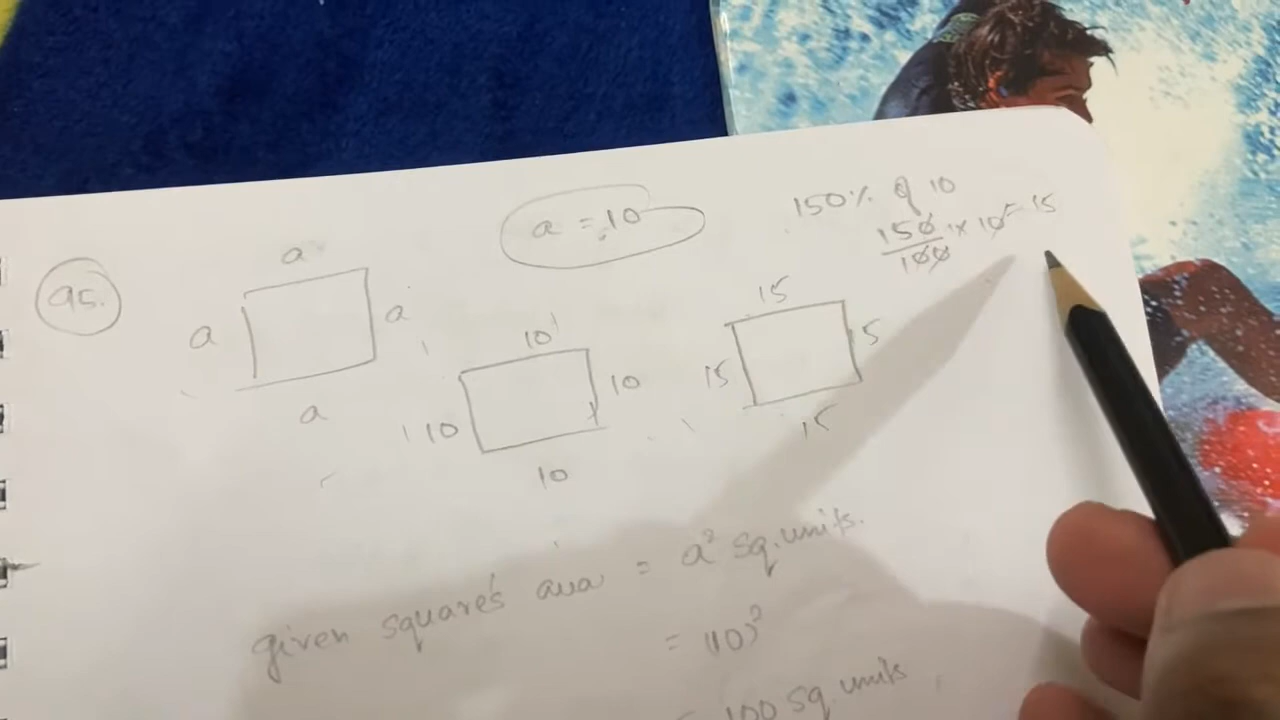 a = 10
150% of 10
150/100 x 10 = 15
95.
a
a
a
a
10
10
10
10
15
15
15
15
given square's area = a² sq. units.
= (10)²
= 100 sq units